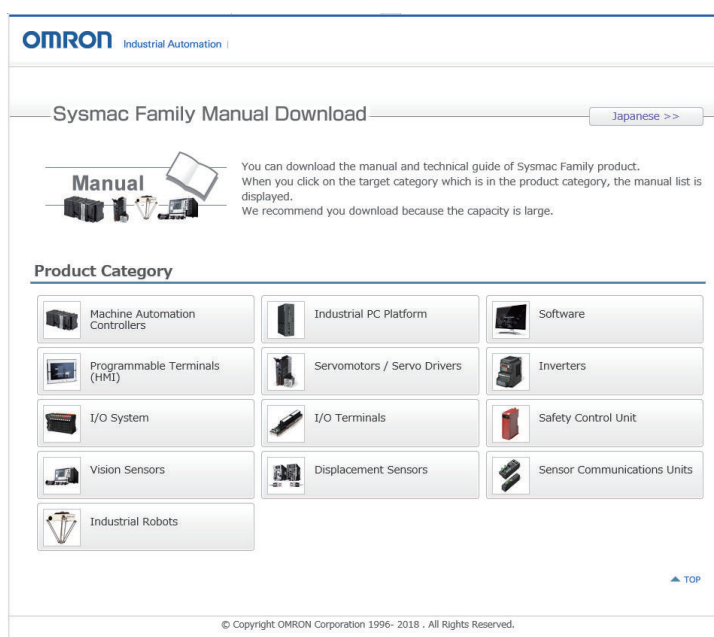 OMRON Industrial Automation |
Sysmac Family Manual Download
Japanese >>
Manual
You can download the manual and technical guide of Sysmac Family product.
When you click on the target category which is in the product category, the manual list is
displayed.
We recommend you download because the capacity is large.
Product Category
Machine Automation
Controllers
Industrial PC Platform
Software
Programmable Terminals
(HMI)
Servomotors / Servo Drivers
Inverters
I/O System
I/O Terminals
Safety Control Unit
Vision Sensors
Displacement Sensors
Sensor Communications Units
Industrial Robots
TOP
© Copyright OMRON Corporation 1996- 2018 . All Rights Reserved.